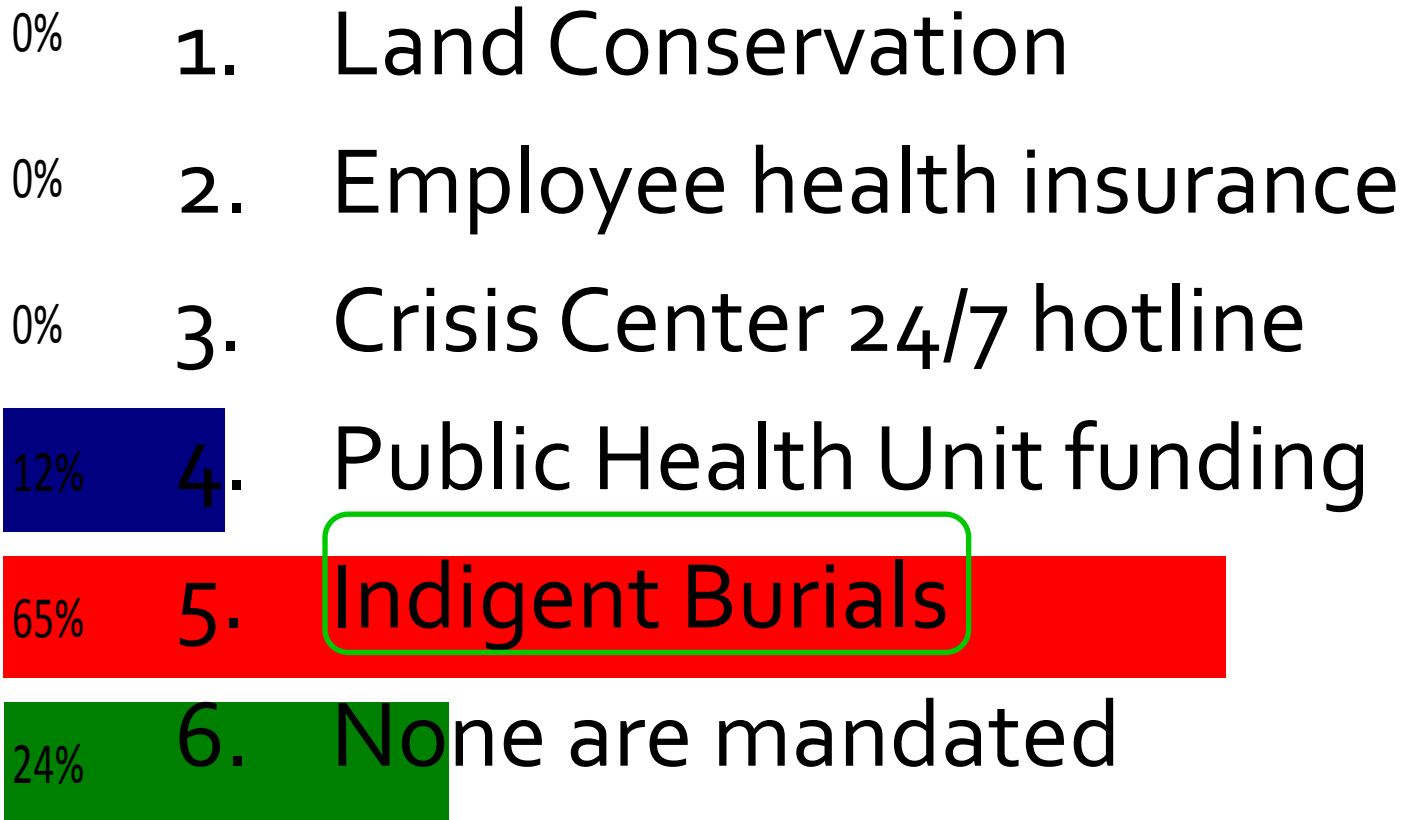 0% 1. Land Conservation
0% 2. Employee health insurance
0% 3. Crisis Center 24/7 hotline
12% 4. Public Health Unit funding
65% 5. Indigent Burials
24% 6. None are mandated